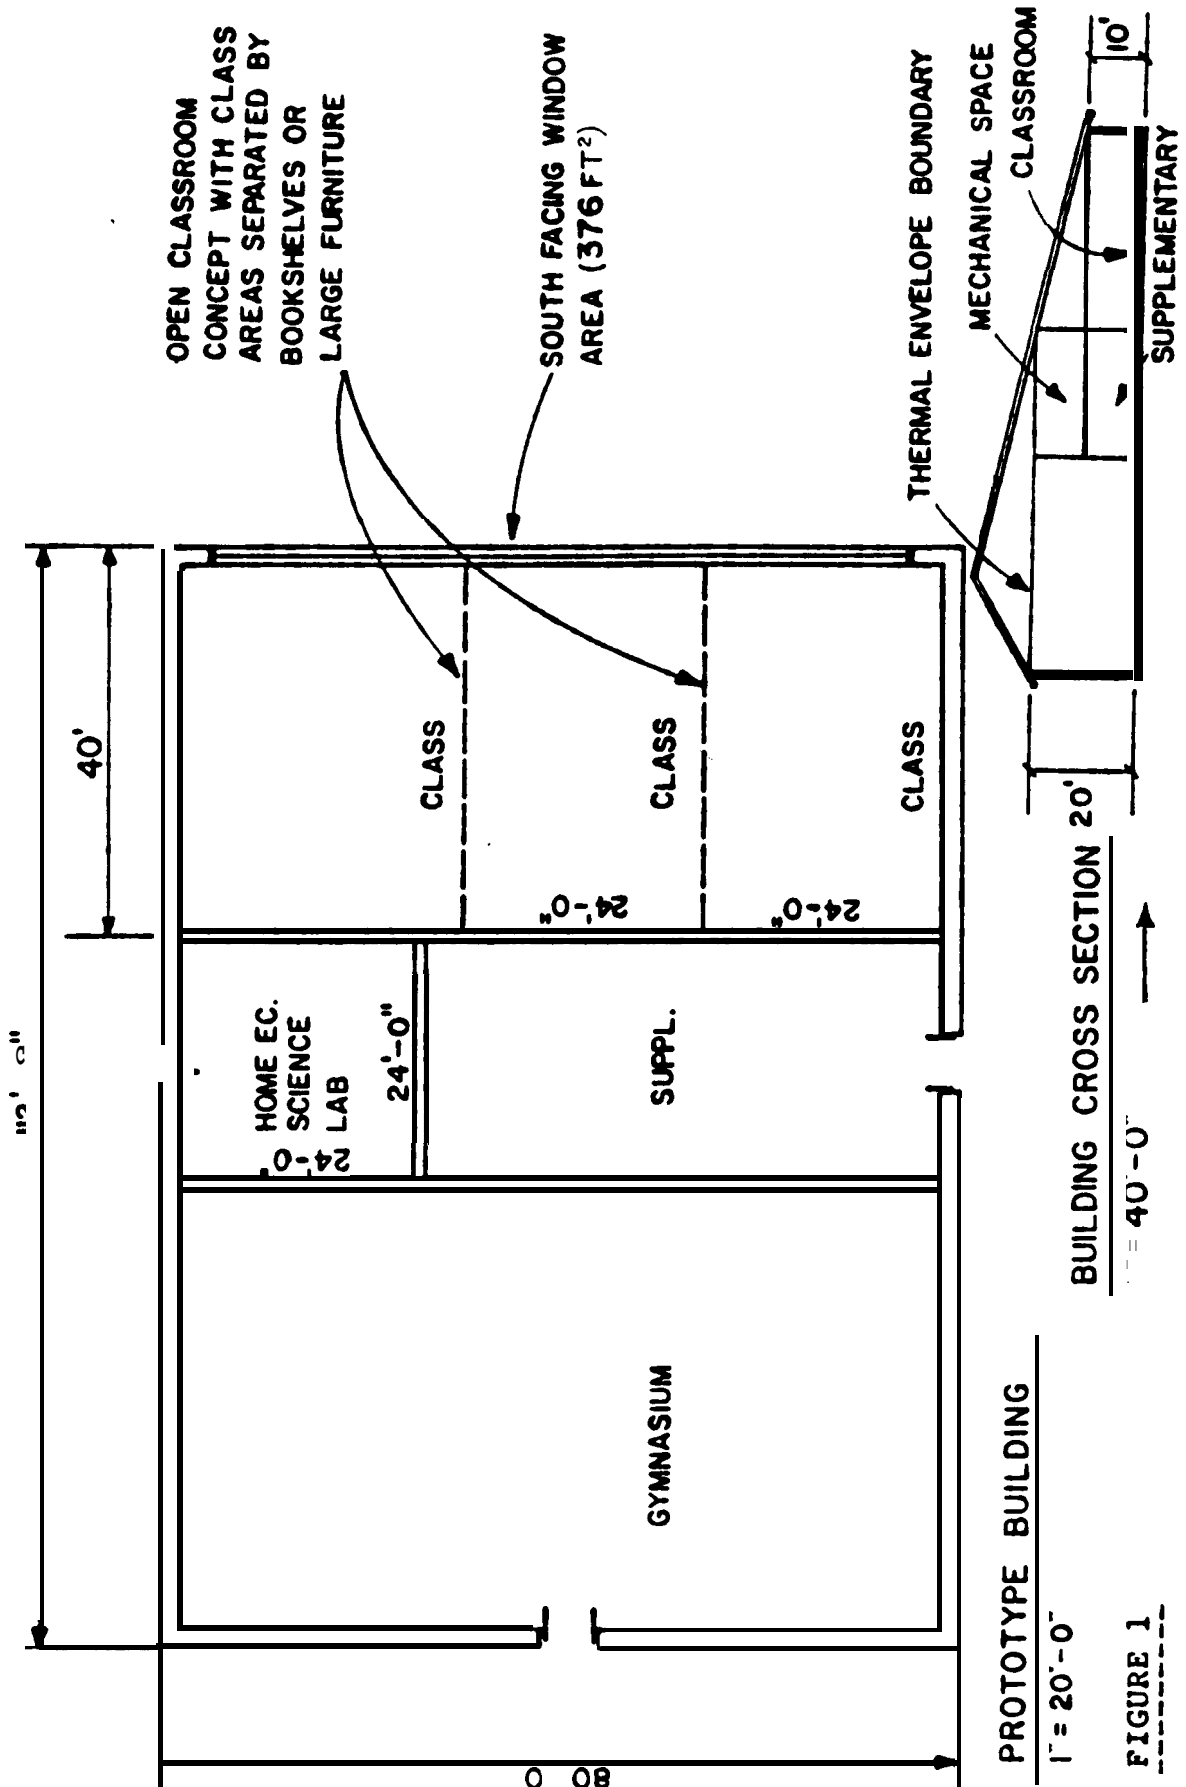 OPEN CLASSROOM
CONCEPT WITH CLASS
AREAS SEPARATED BY
BOOKSHELVES OR
LARGE FURNITURE
SOUTH FACING WINDOW
AREA (376 FT²)
40'
CLASS
CLASS
CLASS
24'-0"
24'-0"
HOME EC.
SCIENCE
LAB
24'-0"
24'-0"
SUPPL.
GYMNASIUM
THERMAL ENVELOPE BOUNDARY
MECHANICAL SPACE
CLASSROOM
10'
SUPPLEMENTARY
20'
BUILDING CROSS SECTION
= 40'-0"
PROTOTYPE BUILDING
1" = 20'-0"
FIGURE 1